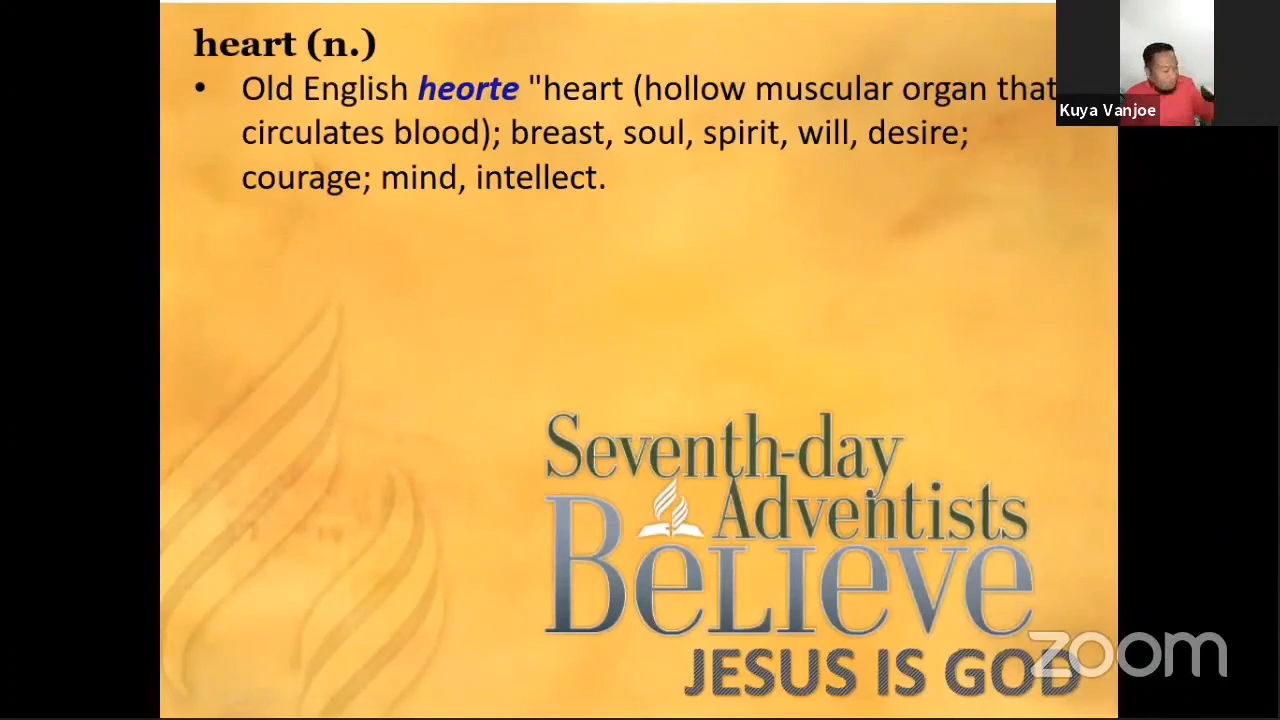 heart (n.)
• Old English heorte "heart (hollow muscular organ that
circulates blood); breast, soul, spirit, will, desire;
courage; mind, intellect.
Kuya Vanjoe
Seventh-day
Adventists
BELIEVE
JESUS IS GOD
zoom